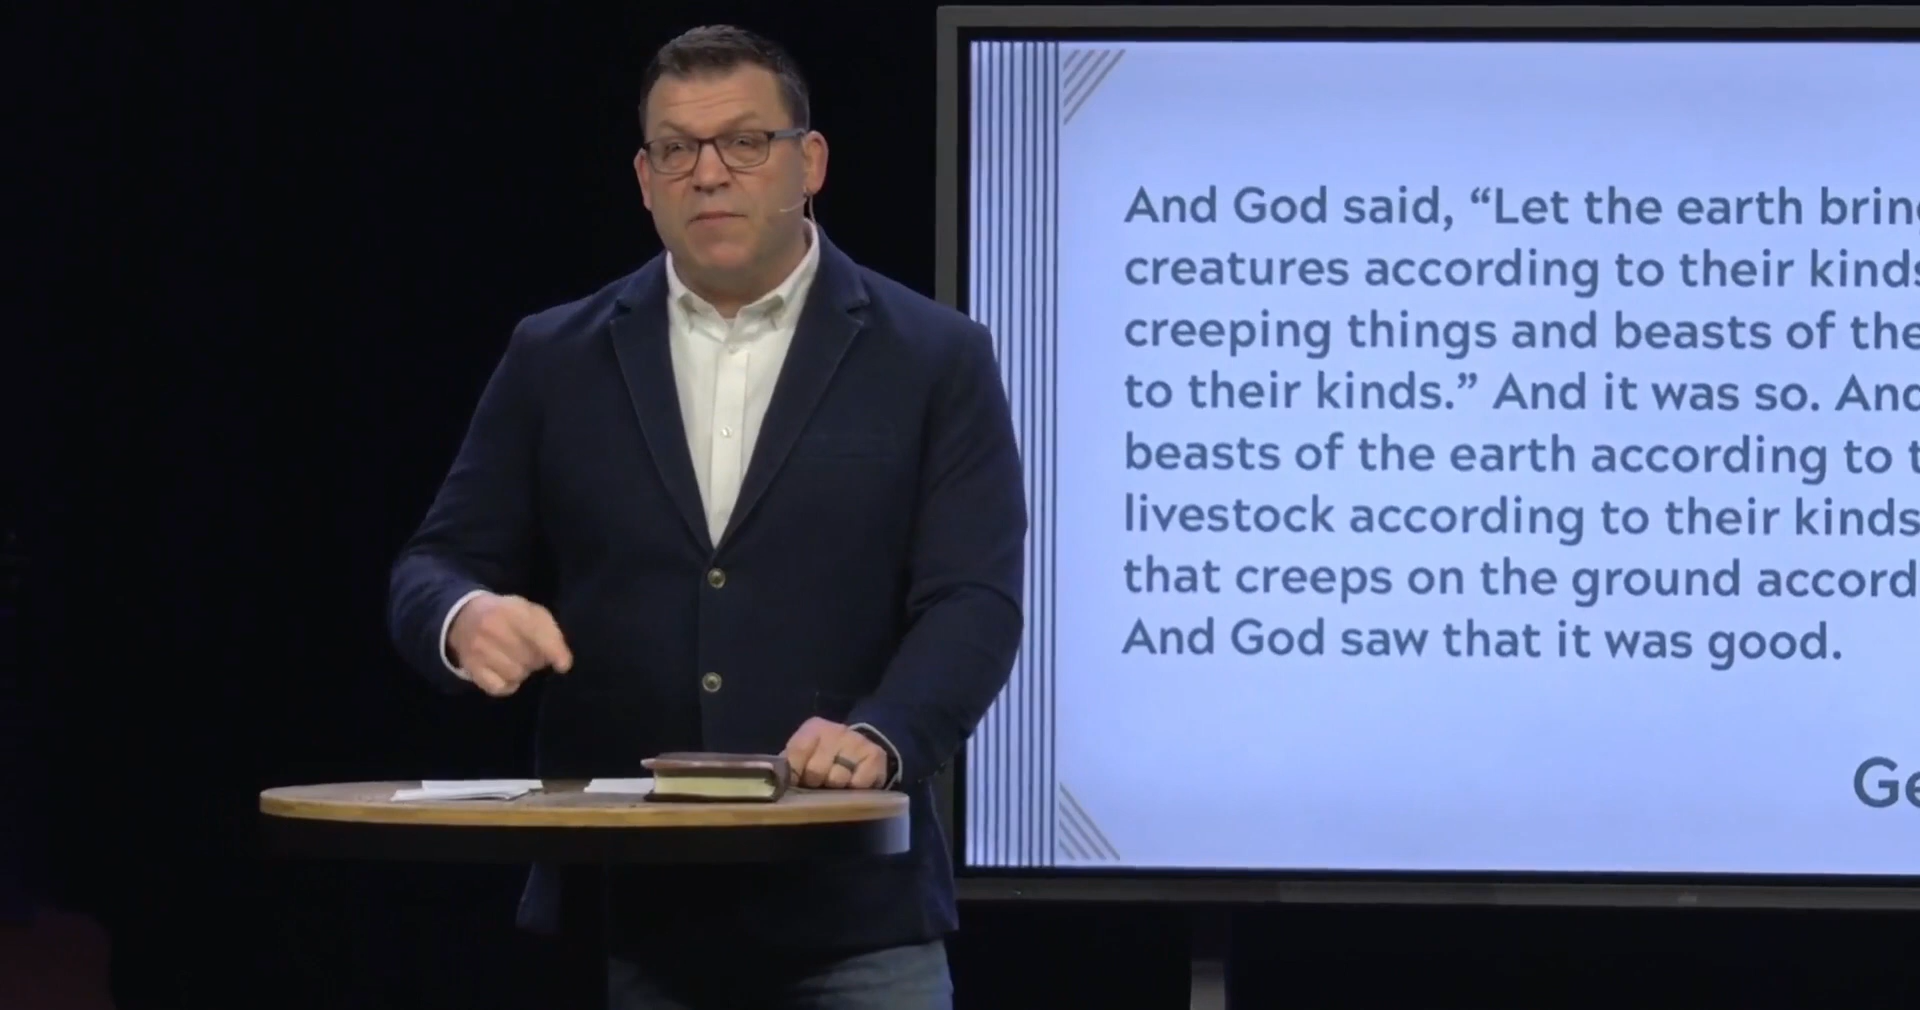 And God said, “Let the earth brin
creatures according to their kinds
creeping things and beasts of the
to their kinds.” And it was so. And
beasts of the earth according to t
livestock according to their kinds
that creeps on the ground accord
And God saw that it was good.
Ge